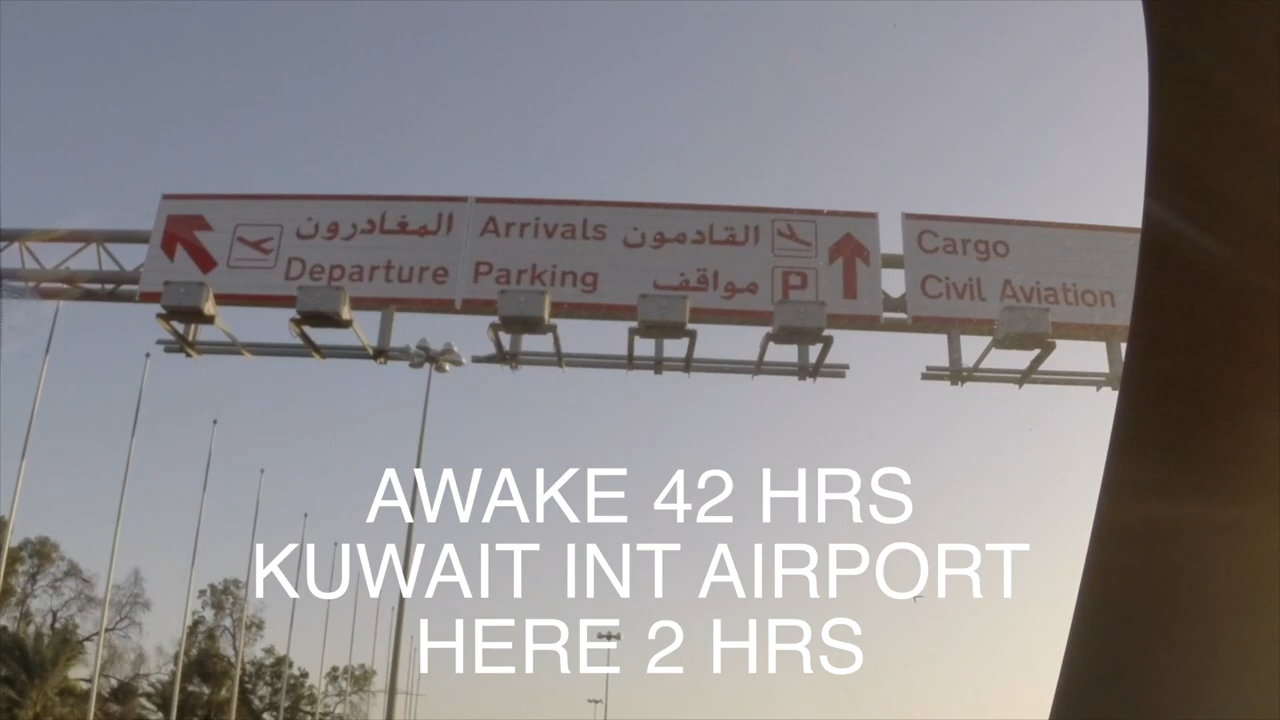 المغادرون
Departure
Arrivals القادمون
Parking مواقف P
Cargo
Civil Aviation
AWAKE 42 HRS
KUWAIT INT AIRPORT
HERE 2 HRS